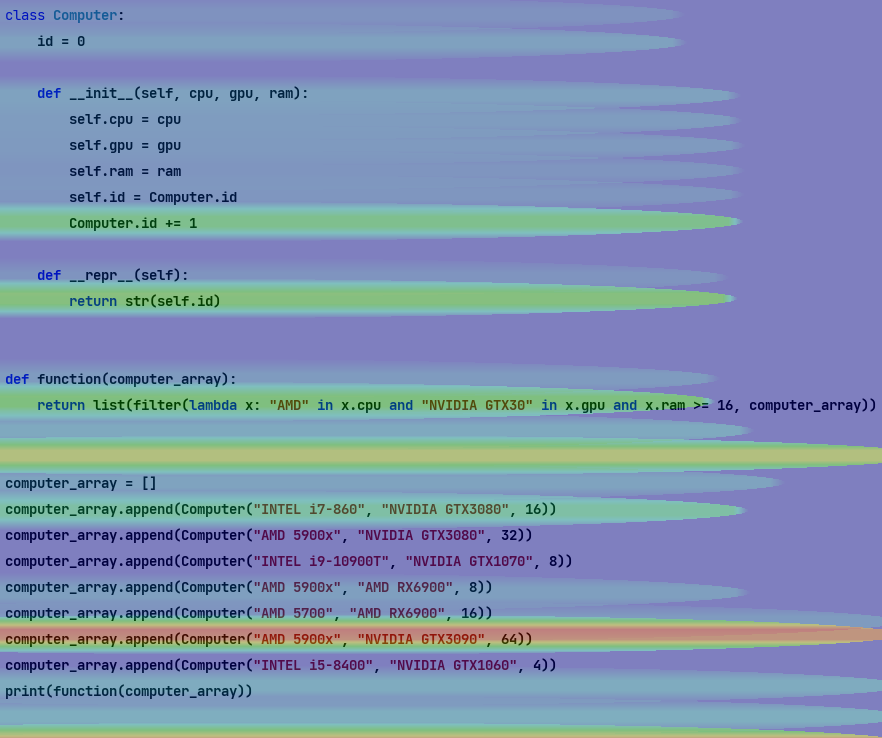 class Computer:
    id = 0

    def __init__(self, cpu, gpu, ram):
        self.cpu = cpu
        self.gpu = gpu
        self.ram = ram
        self.id = Computer.id
        Computer.id += 1

    def __repr__(self):
        return str(self.id)


def function(computer_array):
    return list(filter(lambda x: "AMD" in x.cpu and "NVIDIA GTX30" in x.gpu and x.ram >= 16, computer_array))


computer_array = []
computer_array.append(Computer("INTEL i7-860", "NVIDIA GTX3080", 16))
computer_array.append(Computer("AMD 5900x", "NVIDIA GTX3080", 32))
computer_array.append(Computer("INTEL i9-10900T", "NVIDIA GTX1070", 8))
computer_array.append(Computer("AMD 5900x", "AMD RX6900", 8))
computer_array.append(Computer("AMD 5700", "AMD RX6900", 16))
computer_array.append(Computer("AMD 5900x", "NVIDIA GTX3090", 64))
computer_array.append(Computer("INTEL i5-8400", "NVIDIA GTX1060", 4))
print(function(computer_array))